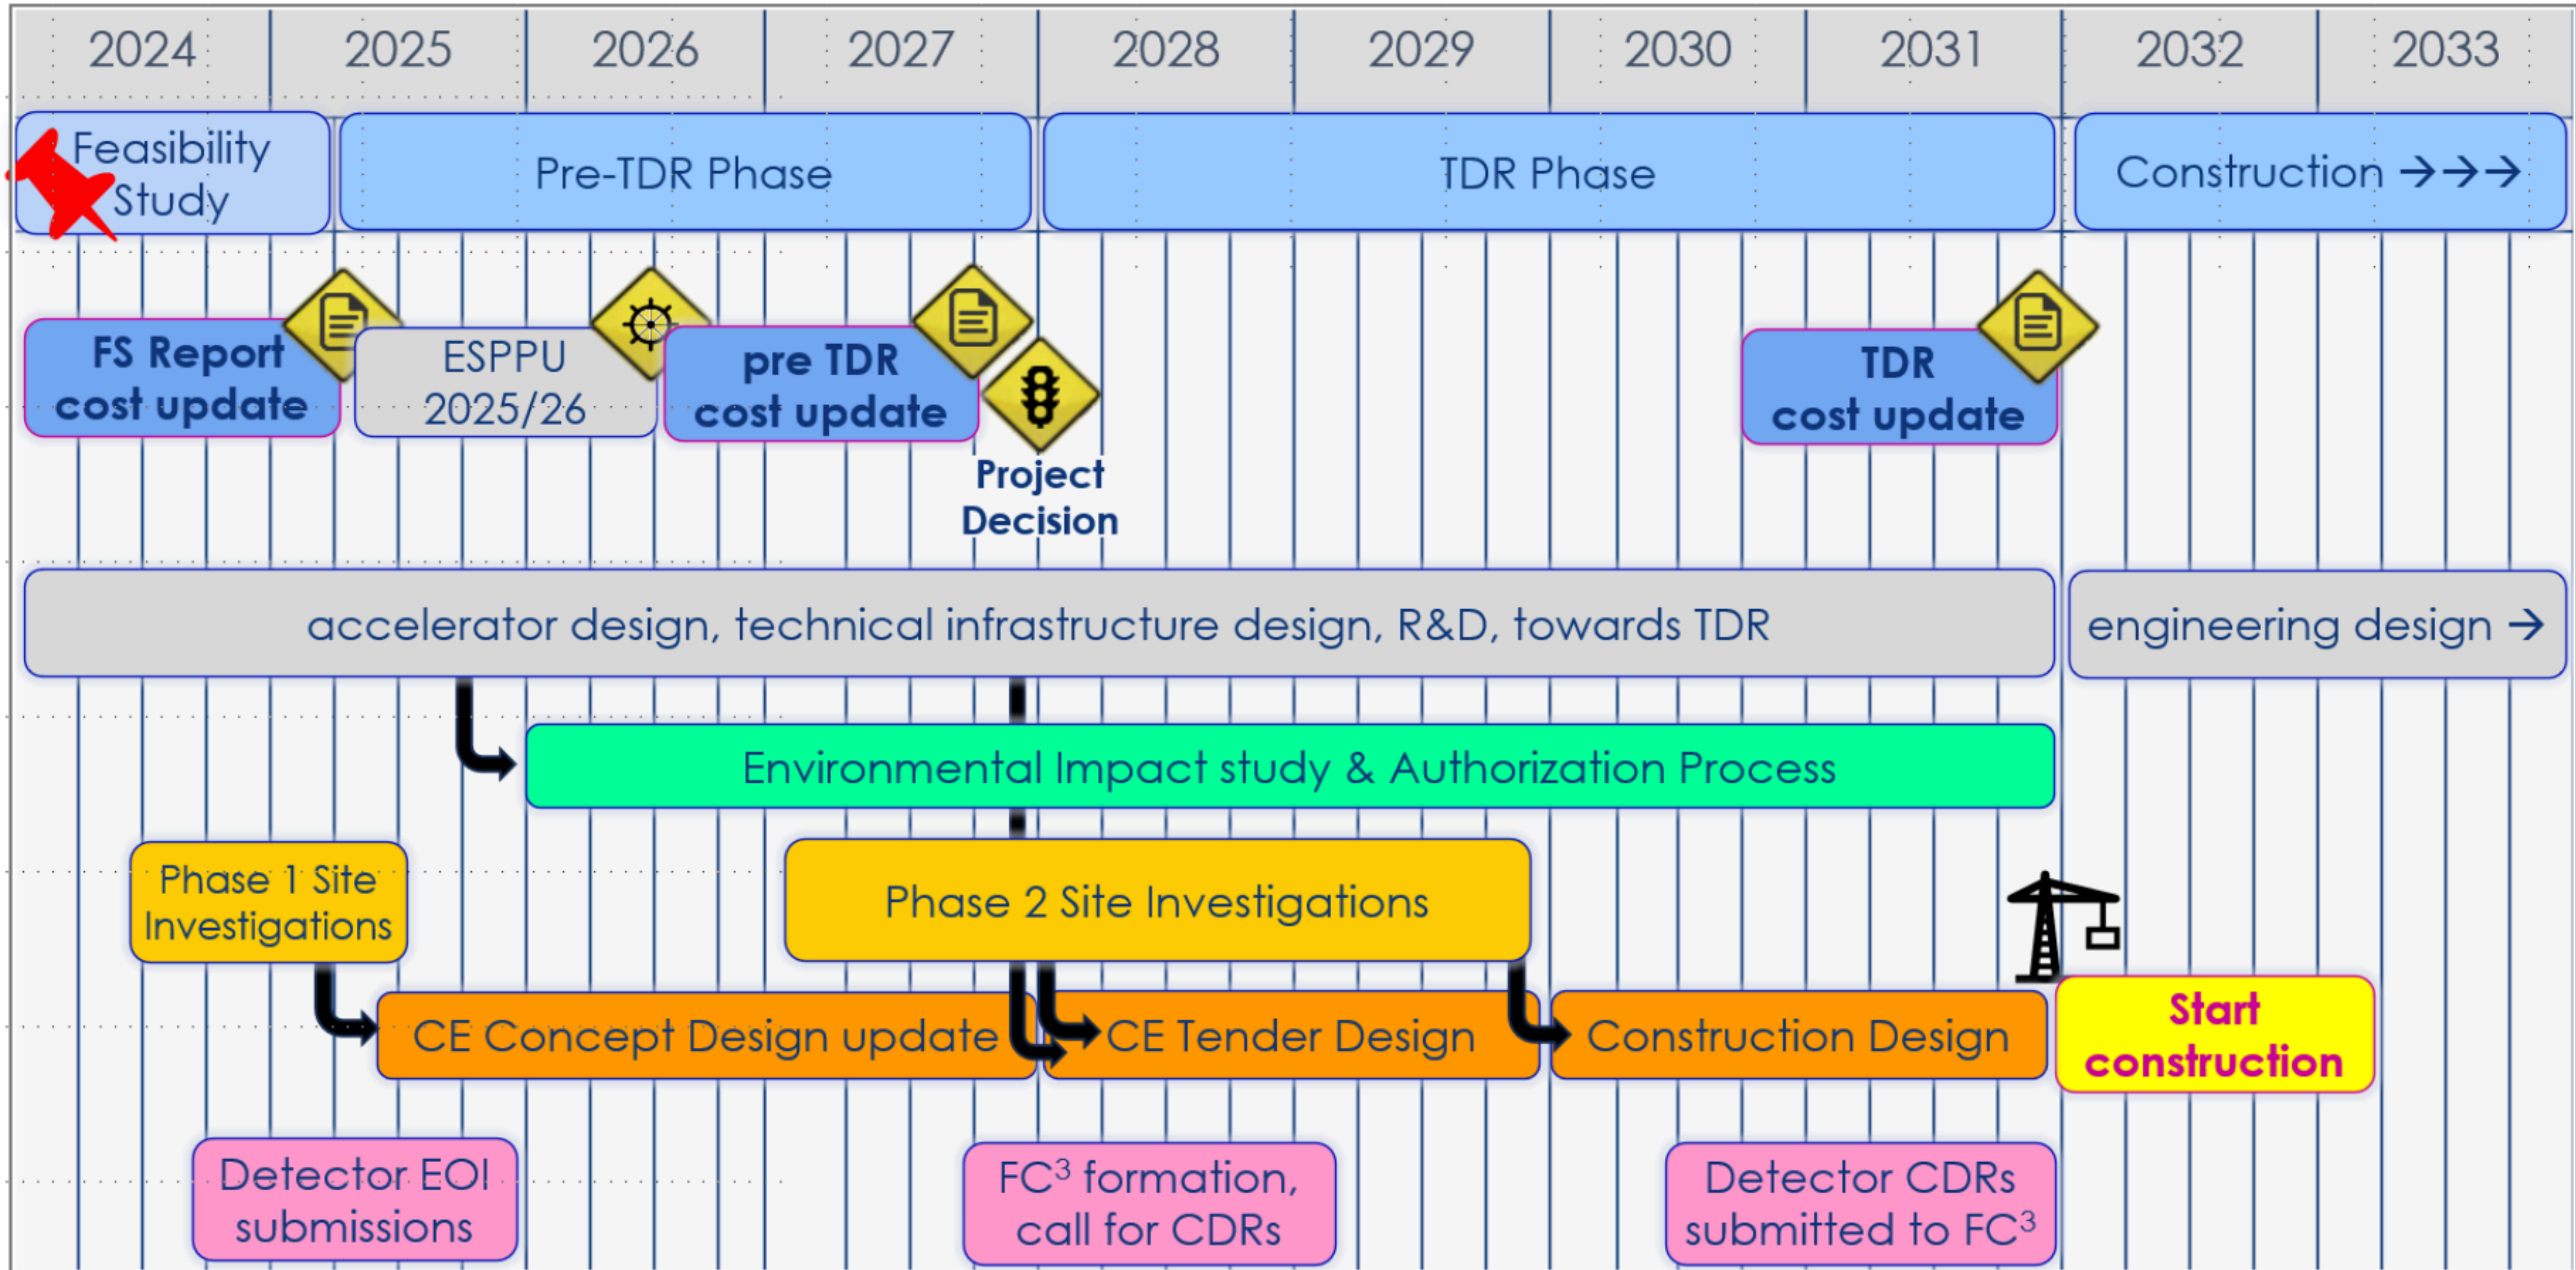 2024 2025 2026 2027 2028 2029 2030 2031 2032 2033
Feasibility
Study
Pre-TDR Phase
TDR Phase
Construction →→→
FS Report
cost update
ESPPU
2025/26
pre TDR
cost update
Project
Decision
TDR
cost update
accelerator design, technical infrastructure design, R&D, towards TDR
engineering design →
Environmental Impact study & Authorization Process
Phase 1 Site
Investigations
Phase 2 Site Investigations
CE Concept Design update
CE Tender Design
Construction Design
Start
construction
Detector EOI
submissions
FC³ formation,
call for CDRs
Detector CDRs
submitted to FC³